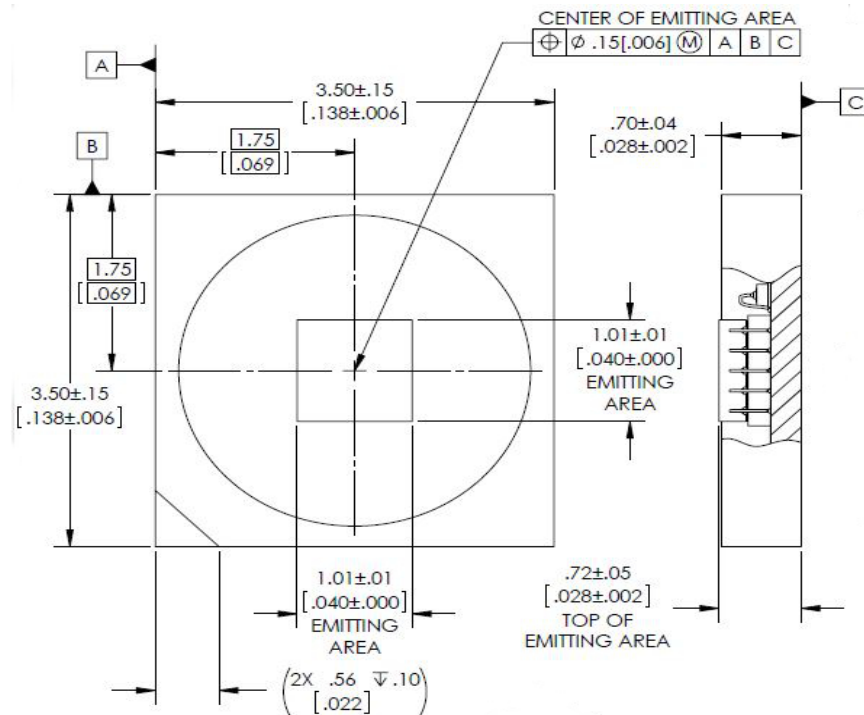 CENTER OF EMITTING AREA
⌖ ⌀ .15[.006] Ⓜ A B C
A
3.50±.15
[.138±.006]
C
.70±.04
[.028±.002]
1.75
[.069]
B
1.75
[.069]
1.01±.01
[.040±.000]
EMITTING
AREA
3.50±.15
[.138±.006]
1.01±.01
[.040±.000]
EMITTING
AREA
.72±.05
[.028±.002]
TOP OF
EMITTING AREA
(2X .56 ↧.10)
[.022]